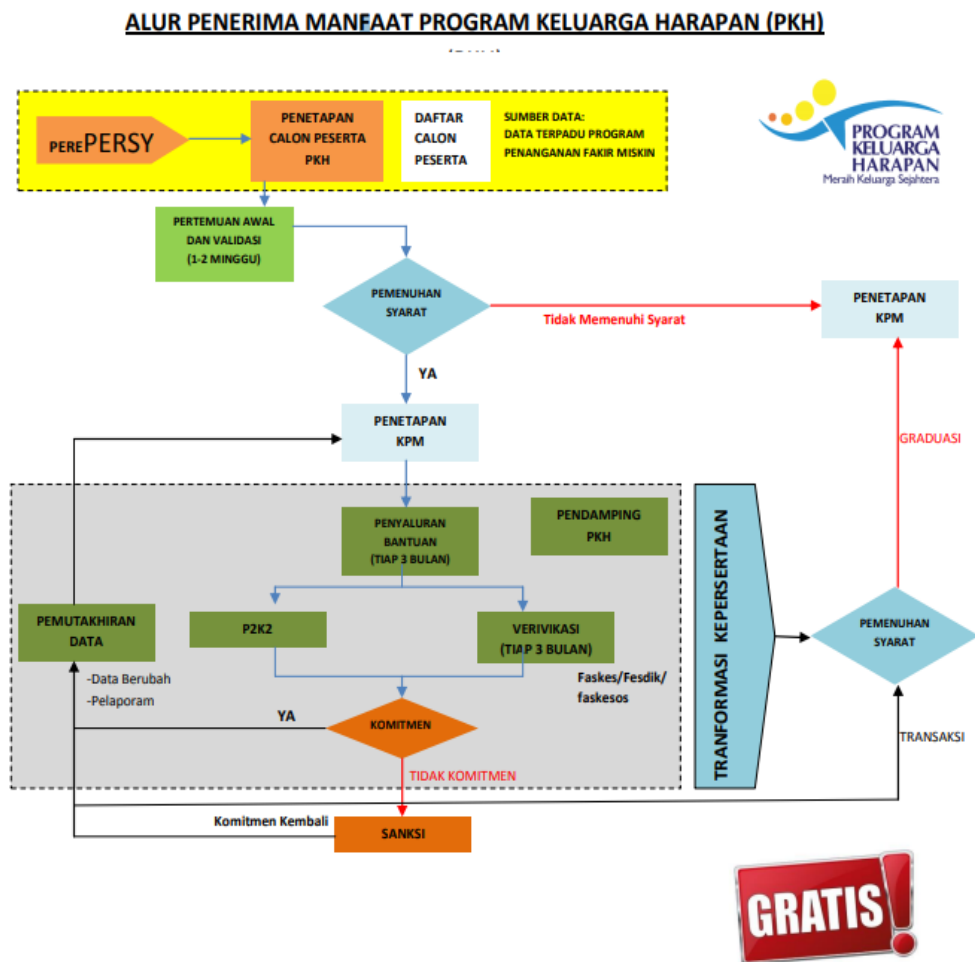 ALUR PENERIMA MANFAAT PROGRAM KELUARGA HARAPAN (PKH)
PEREPERSY
PENETAPAN
CALON PESERTA
PKH
DAFTAR
CALON
PESERTA
SUMBER DATA:
DATA TERPADU PROGRAM
PENANGANAN FAKIR MISKIN
PROGRAM
KELUARGA
HARAPAN
Meraih Keluarga Sejahtera
PERTEMUAN AWAL
DAN VALIDASI
(1-2 MINGGU)
PEMENUHAN
SYARAT
Tidak Memenuhi Syarat
PENETAPAN
KPM
YA
PENETAPAN
KPM
GRADUASI
PENYALURAN
BANTUAN
(TIAP 3 BULAN)
PENDAMPING
PKH
TRANFORMASI KEPERSERTAAN
PEMUTAKHIRAN
DATA
P2K2
VERIVIKASI
(TIAP 3 BULAN)
PEMENUHAN
SYARAT
-Data Berubah
-Pelaporam
Faskes/Fesdik/
faskesos
YA
KOMITMEN
TRANSAKSI
TIDAK KOMITMEN
Komitmen Kembali
SANKSI
GRATIS!